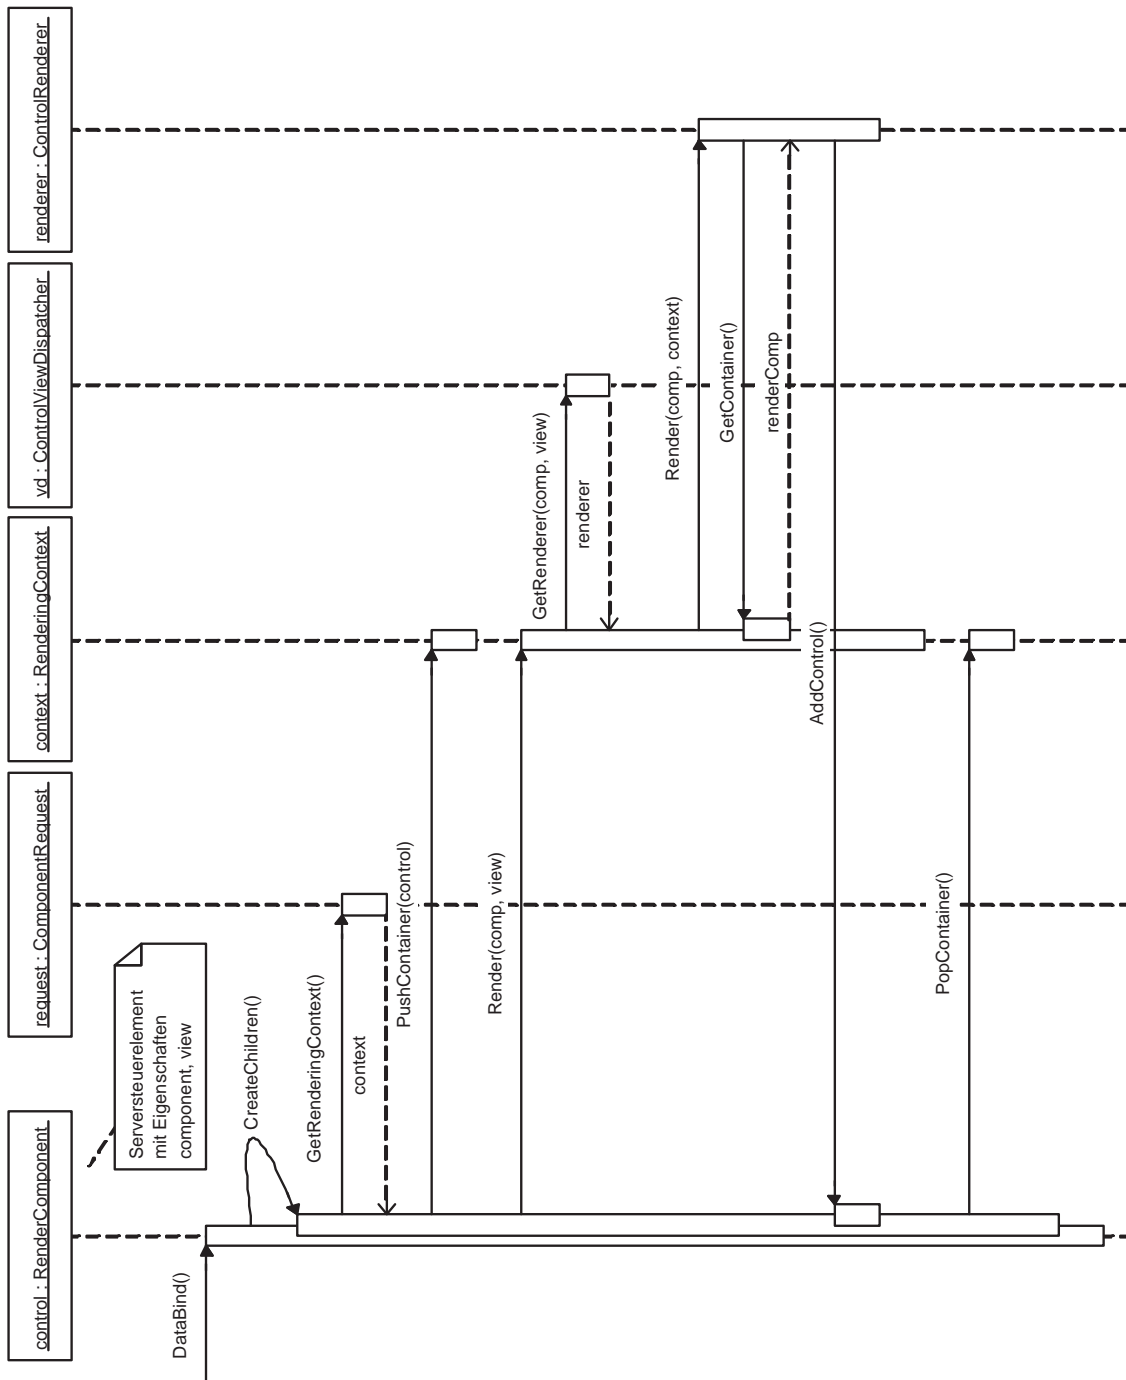 control : RenderComponent
request : ComponentRequest
context : RenderingContext
vd : ControlViewDispatcher
renderer : ControlRenderer
Serversteuerelement
mit Eigenschaften
component, view
DataBind()
CreateChildren()
GetRenderingContext()
context
PushContainer(control)
Render(comp, view)
GetRenderer(comp, view)
renderer
Render(comp, context)
GetContainer()
renderComp
AddControl()
PopContainer()